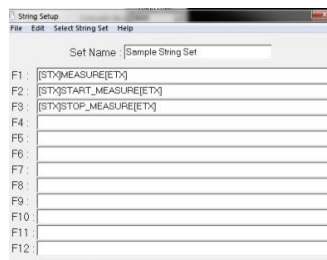 String Setup
File Edit Select String Set Help
Set Name : Sample String Set
F1 : [STX]MEASURE[ETX]
F2 : [STX]START_MEASURE[ETX]
F3 : [STX]STOP_MEASURE[ETX]
F4 :
F5 :
F6 :
F7 :
F8 :
F9 :
F10 :
F11 :
F12 :